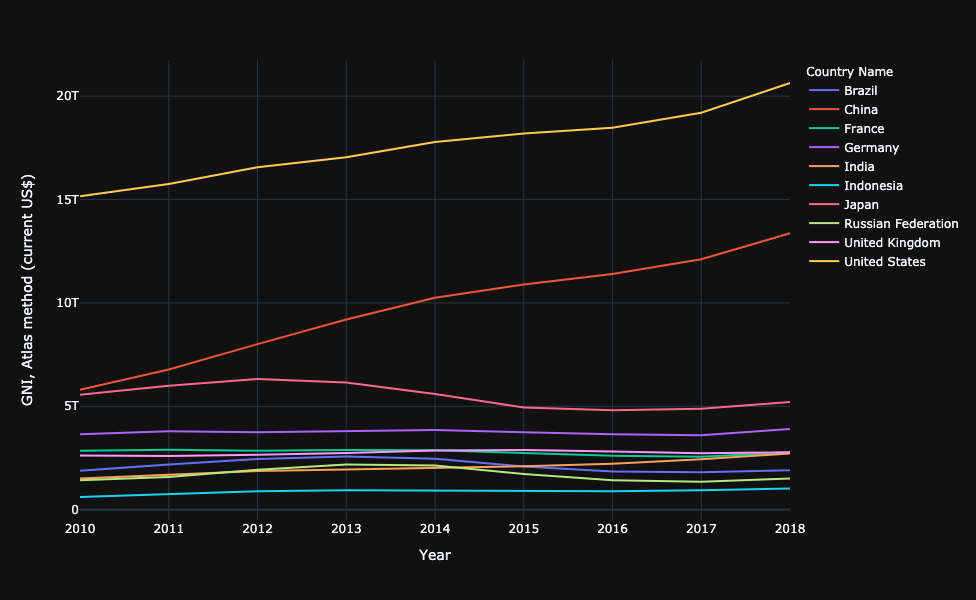 Country Name
Brazil
China
France
Germany
India
Indonesia
Japan
Russian Federation
United Kingdom
United States
GNI, Atlas method (current US$)
20T
15T
10T
5T
0
2010 2011 2012 2013 2014 2015 2016 2017 2018
Year